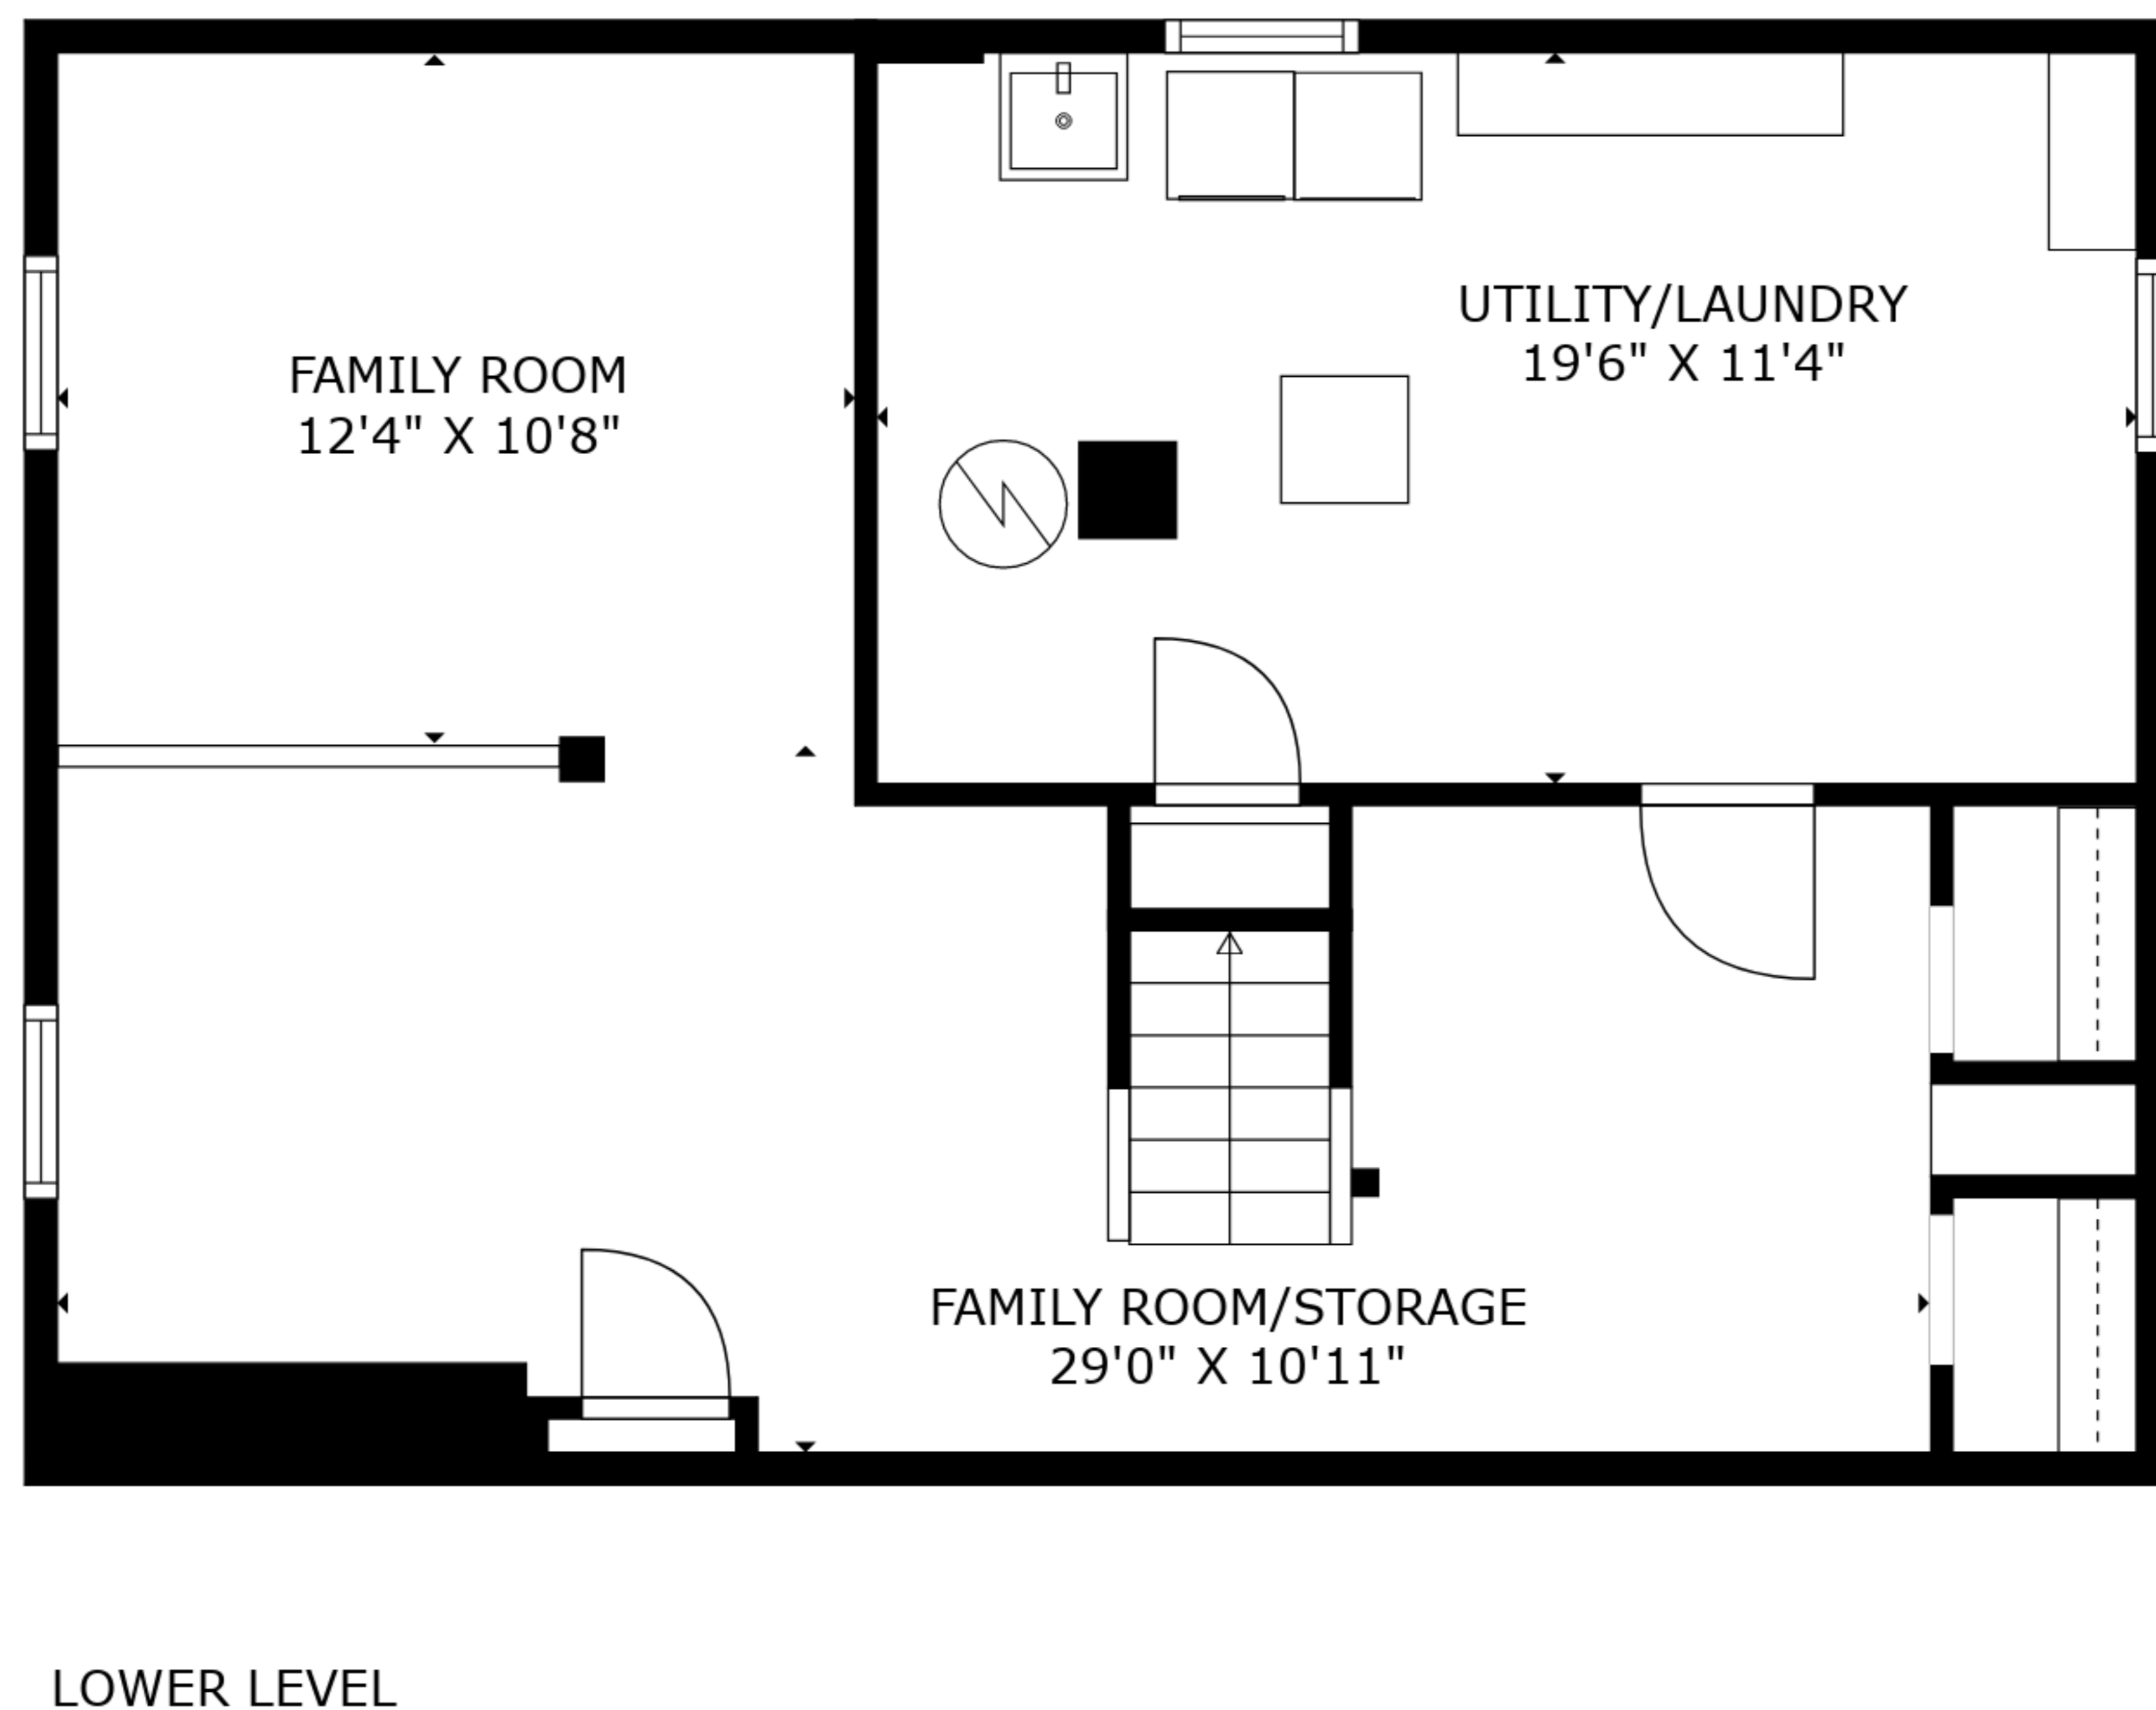 UTILITY/LAUNDRY
19'6" X 11'4"
FAMILY ROOM
12'4" X 10'8"
FAMILY ROOM/STORAGE
29'0" X 10'11"
LOWER LEVEL